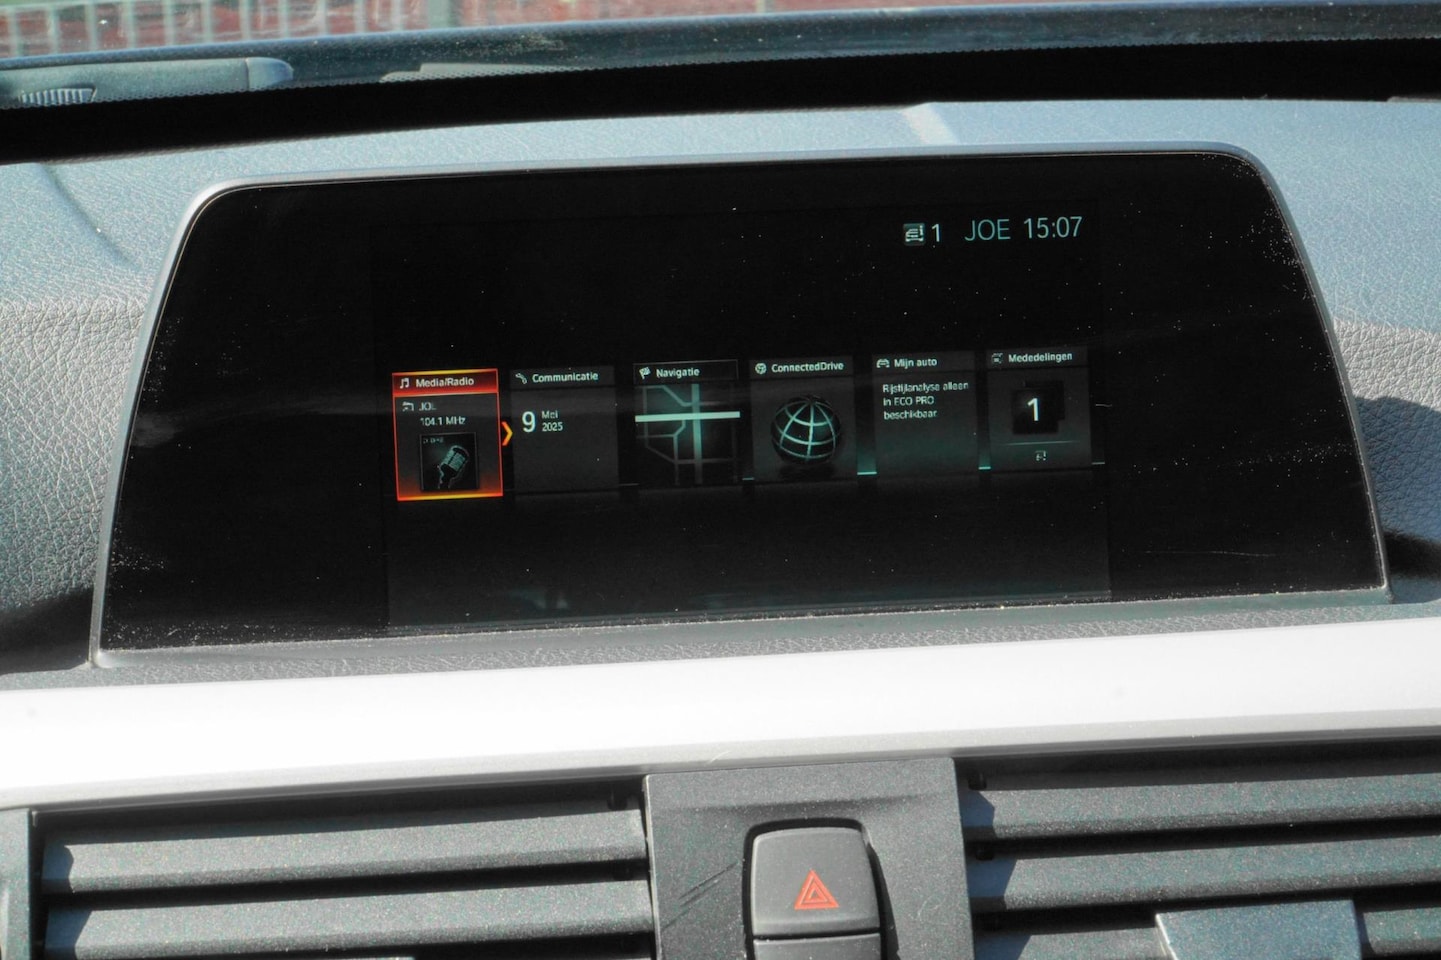 1 JOE 15:07
Media/Radio
JOE
104.1 MHz
Communicatie
9 Mei
2025
Navigatie
ConnectedDrive
Mijn auto
Rijstijlanalyse alleen
in ECO PRO
beschikbaar.
Mededelingen
1